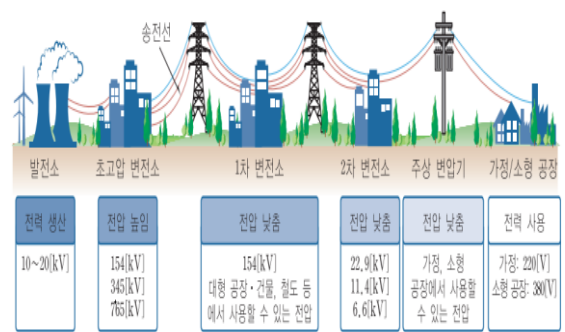 송전선
발전소
초고압 변전소
1차 변전소
2차 변전소
주상 변압기
가정/소형 공장
전력 생산
10~20[kV]
전압 높임
154[kV]
345[kV]
765[kV]
전압 낮춤
154[kV]
대형 공장·건물, 철도 등
에서 사용할 수 있는 전압
전압 낮춤
22.9[kV]
11.4[kV]
6.6[kV]
전압 낮춤
가정, 소형
공장에서 사용할
수 있는 전압
전력 사용
가정: 220[V]
소형 공장: 380[V]